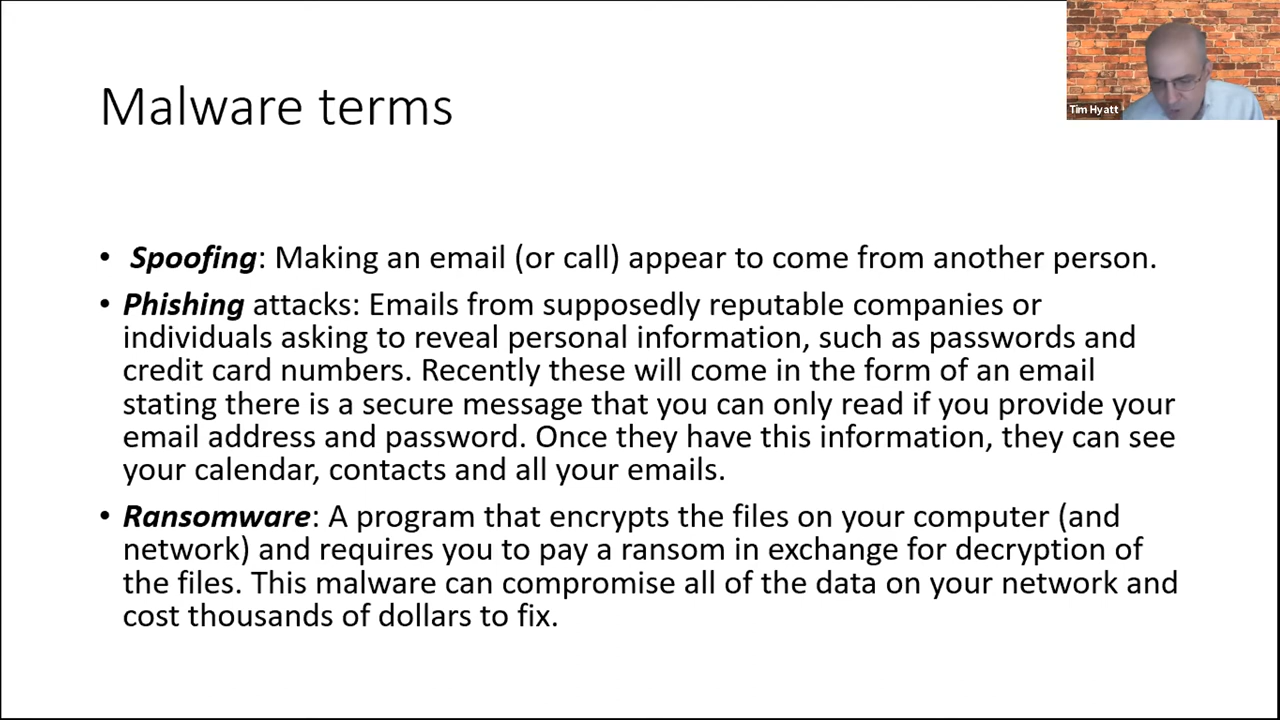 Malware terms
Tim Hyatt
• Spoofing: Making an email (or call) appear to come from another person.
• Phishing attacks: Emails from supposedly reputable companies or
individuals asking to reveal personal information, such as passwords and
credit card numbers. Recently these will come in the form of an email
stating there is a secure message that you can only read if you provide your
email address and password. Once they have this information, they can see
your calendar, contacts and all your emails.
• Ransomware: A program that encrypts the files on your computer (and
network) and requires you to pay a ransom in exchange for decryption of
the files. This malware can compromise all of the data on your network and
cost thousands of dollars to fix.